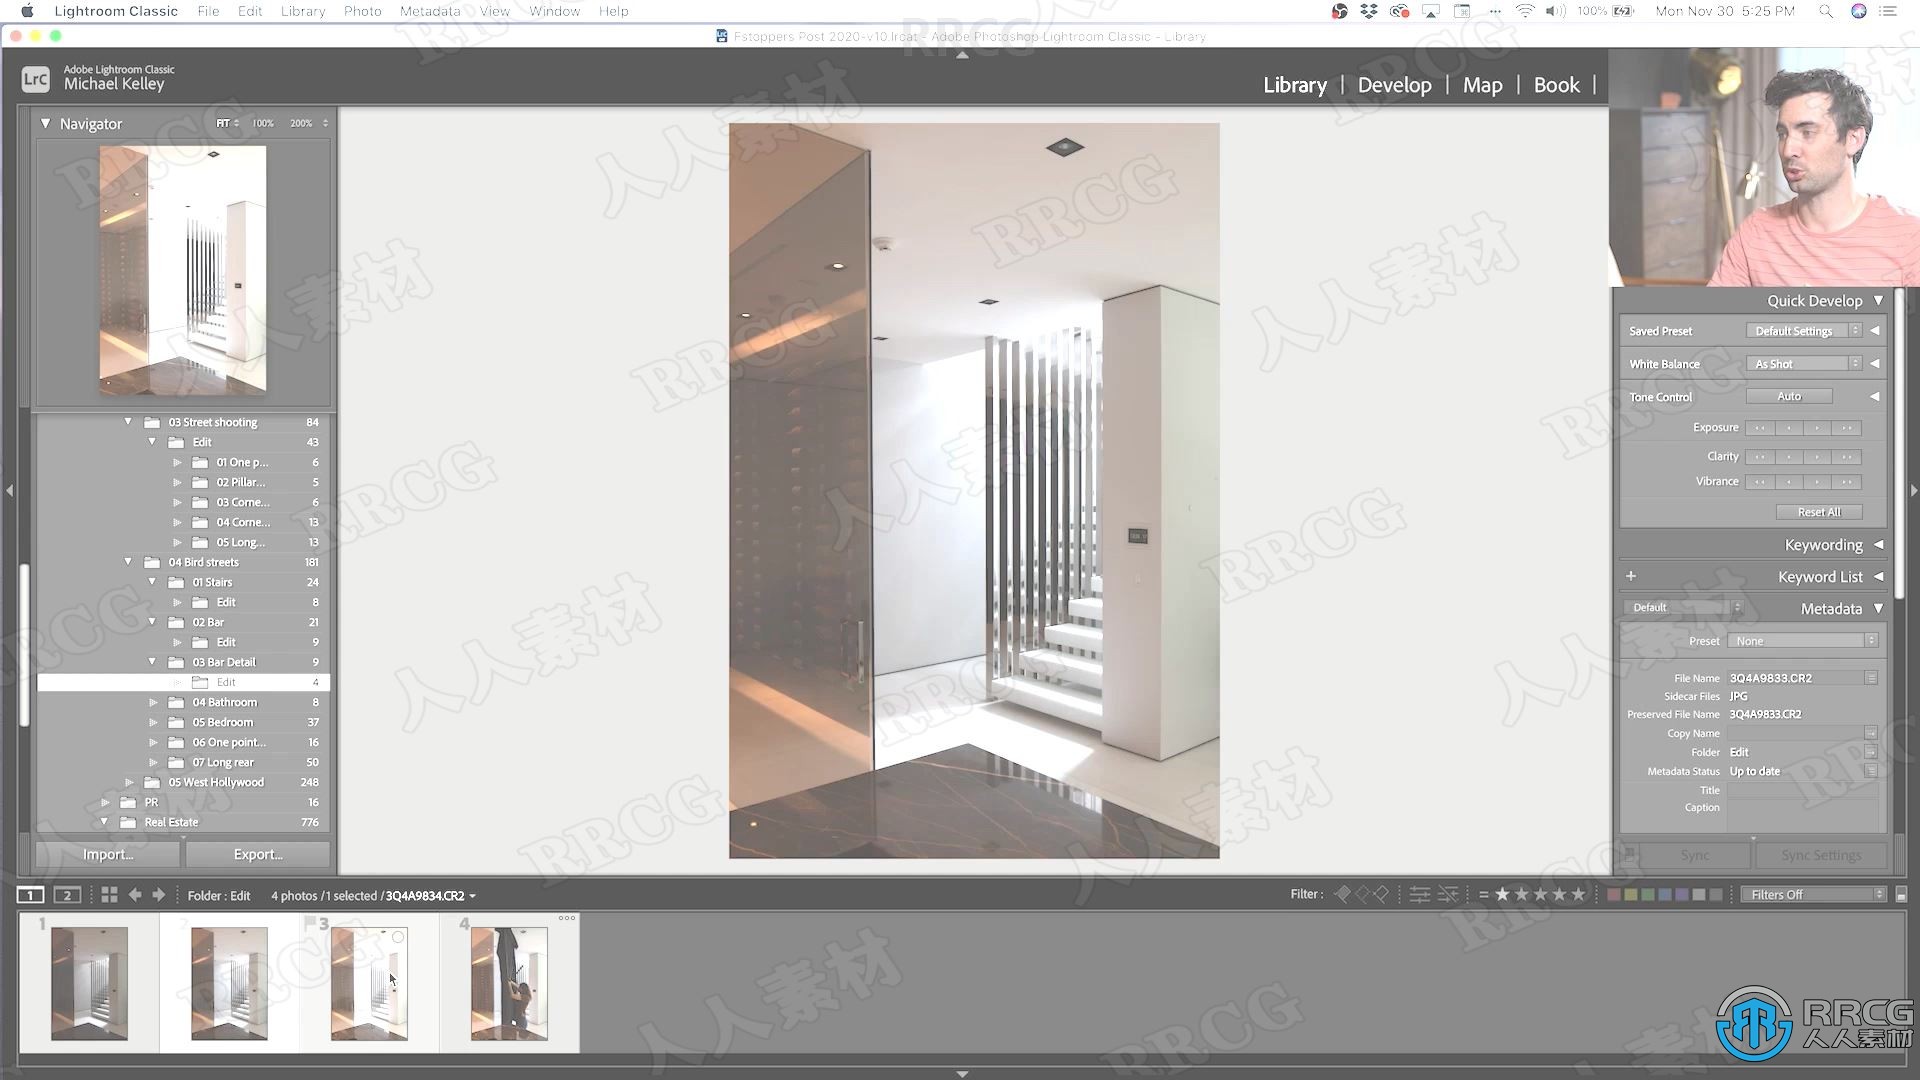 Lightroom Classic File Edit Library Photo Metadata View Window Help 100% Mon Nov 30 5:25 PM
Fstoppers Post 2020-v10.lrcat - Adobe Photoshop Lightroom Classic - Library
LrC Adobe Lightroom Classic
Michael Kelley
Library | Develop | Map | Book |
Navigator FIT 100% 200%
03 Street shooting 84
Edit 43
01 One p... 6
02 Pillar... 5
03 Corne... 6
04 Corne... 13
05 Long... 13
04 Bird streets 181
01 Stairs 24
Edit 8
02 Bar 21
Edit 9
03 Bar Detail 9
Edit 4
04 Bathroom 8
05 Bedroom 37
06 One point... 16
07 Long rear 50
05 West Hollywood 248
PR 16
Real Estate 776
Import... Export...
Quick Develop
Saved Preset Default Settings
White Balance As Shot
Tone Control Auto
Exposure
Clarity
Vibrance
Reset All
Keywording
+ Keyword List
Default Metadata
Preset None
File Name 3Q4A9833.CR2
Sidecar Files JPG
Preserved File Name 3Q4A9833.CR2
Copy Name
Folder Edit
Metadata Status Up to date
Title
Caption
Sync Sync Settings
1 2 Folder : Edit 4 photos / 1 selected / 3Q4A9834.CR2 Filter : Filters Off
1 2 3 4
RRCG
人人素材